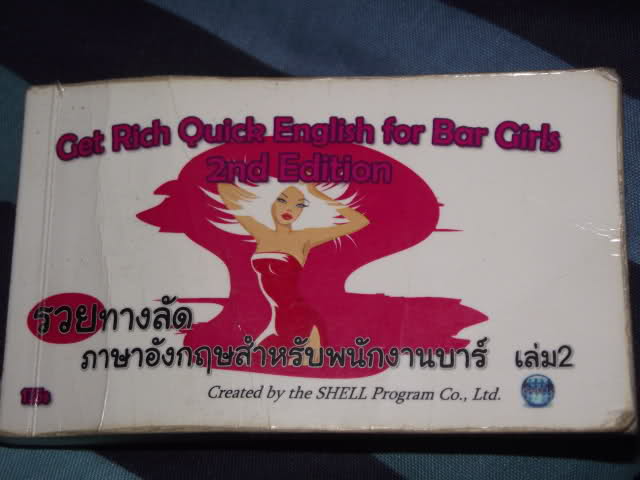 Get Rich Quick English for Bar Girls
2nd Edition
รวยทางลัด
ภาษาอังกฤษสำหรับพนักงานบาร์ เล่ม2
Created by the SHELL Program Co., Ltd.